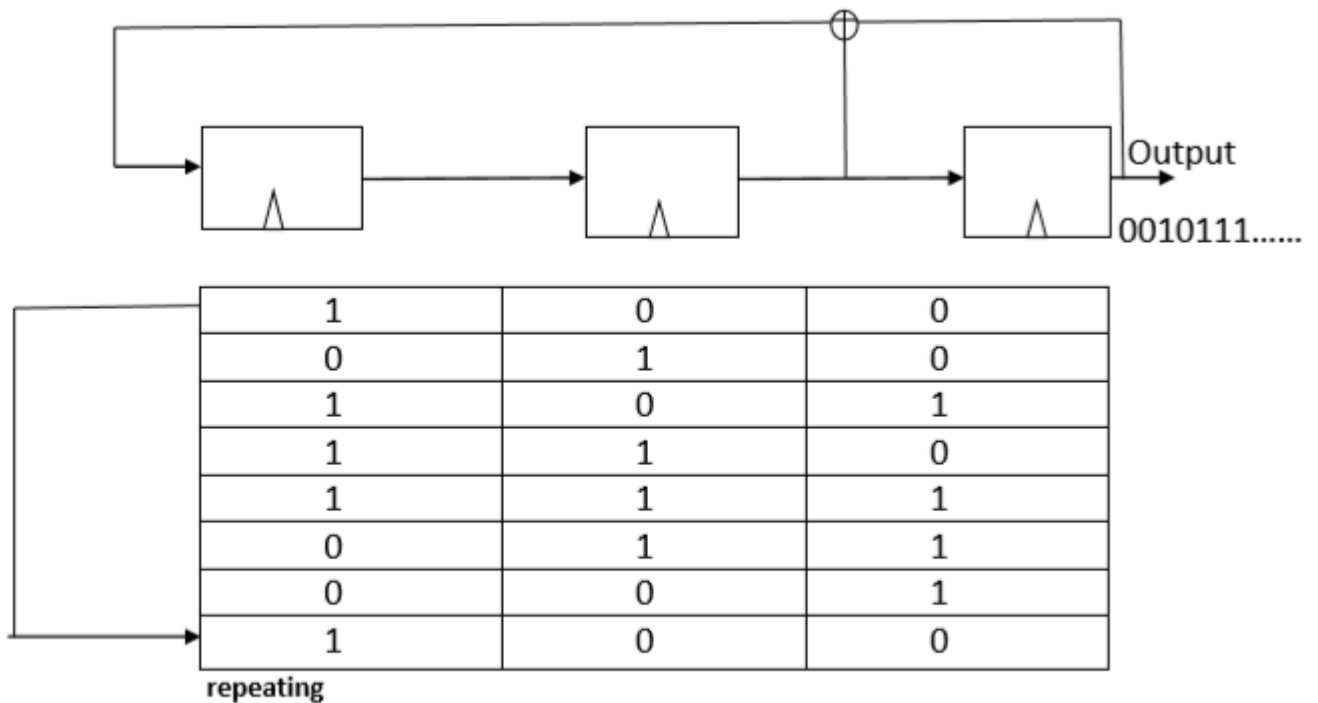 Output
0010111......
1 0 0
0 1 0
1 0 1
1 1 0
1 1 1
0 1 1
0 0 1
1 0 0
repeating